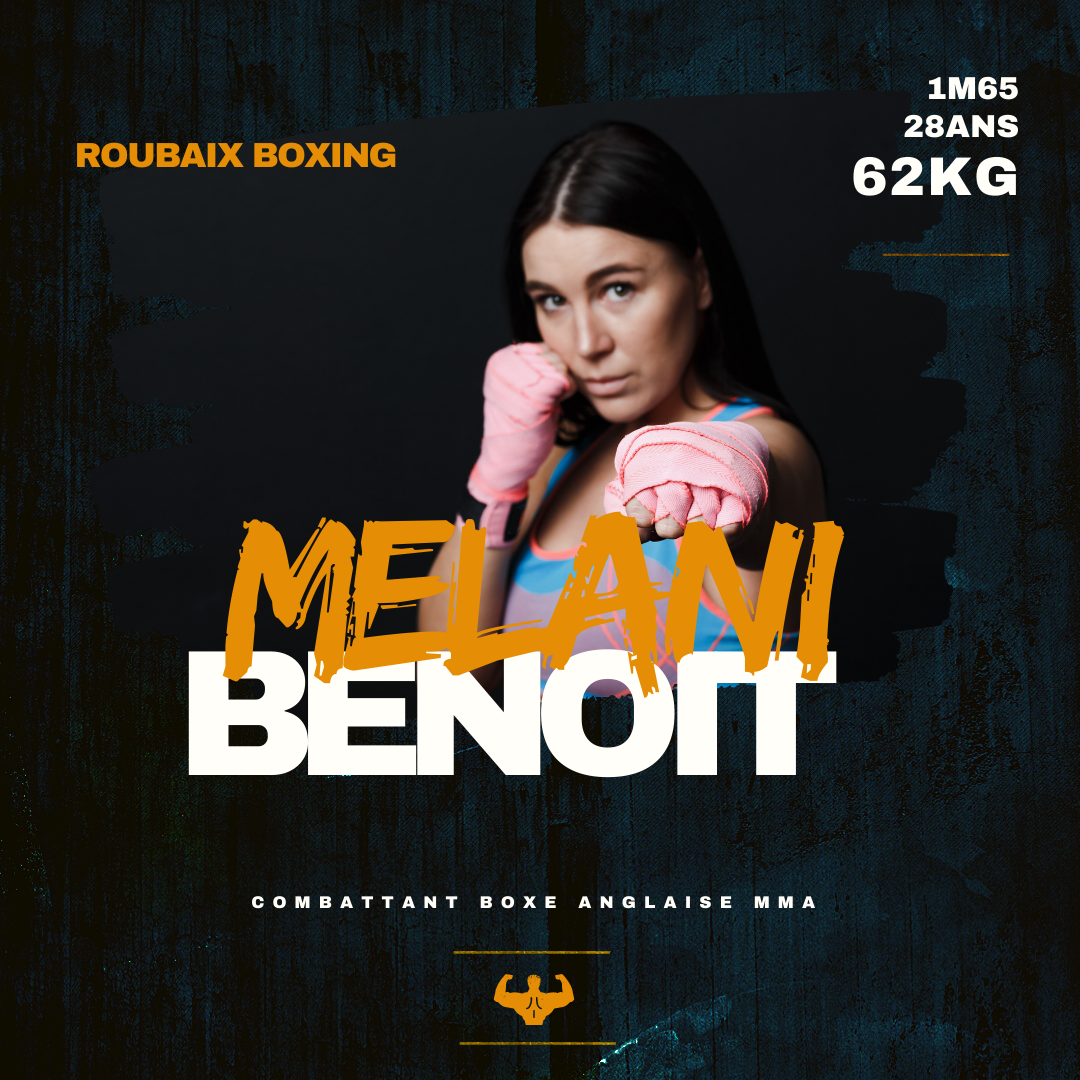 1M65
28ANS
62KG
ROUBAIX BOXING
MELANI
BENOIT
COMBATTANT BOXE ANGLAISE MMA